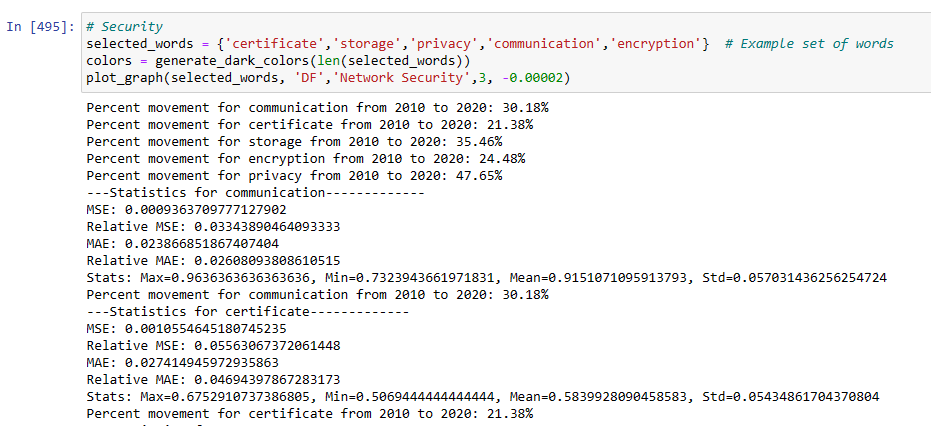 In [495]: # Security
selected_words = {'certificate','storage','privacy','communication','encryption'}  # Example set of words
colors = generate_dark_colors(len(selected_words))
plot_graph(selected_words, 'DF','Network Security',3, -0.00002)
Percent movement for communication from 2010 to 2020: 30.18%
Percent movement for certificate from 2010 to 2020: 21.38%
Percent movement for storage from 2010 to 2020: 35.46%
Percent movement for encryption from 2010 to 2020: 24.48%
Percent movement for privacy from 2010 to 2020: 47.65%
---Statistics for communication-------------
MSE: 0.0009363709777127902
Relative MSE: 0.03343890464093333
MAE: 0.023866851867407404
Relative MAE: 0.02608093808610515
Stats: Max=0.9636363636363636, Min=0.7323943661971831, Mean=0.9151071095913793, Std=0.057031436256254724
Percent movement for communication from 2010 to 2020: 30.18%
---Statistics for certificate-------------
MSE: 0.0010554645180745235
Relative MSE: 0.05563067372061448
MAE: 0.027414945972935863
Relative MAE: 0.04694397867283173
Stats: Max=0.6752910737386805, Min=0.5069444444444444, Mean=0.5839928090458583, Std=0.05434861704370804
Percent movement for certificate from 2010 to 2020: 21.38%